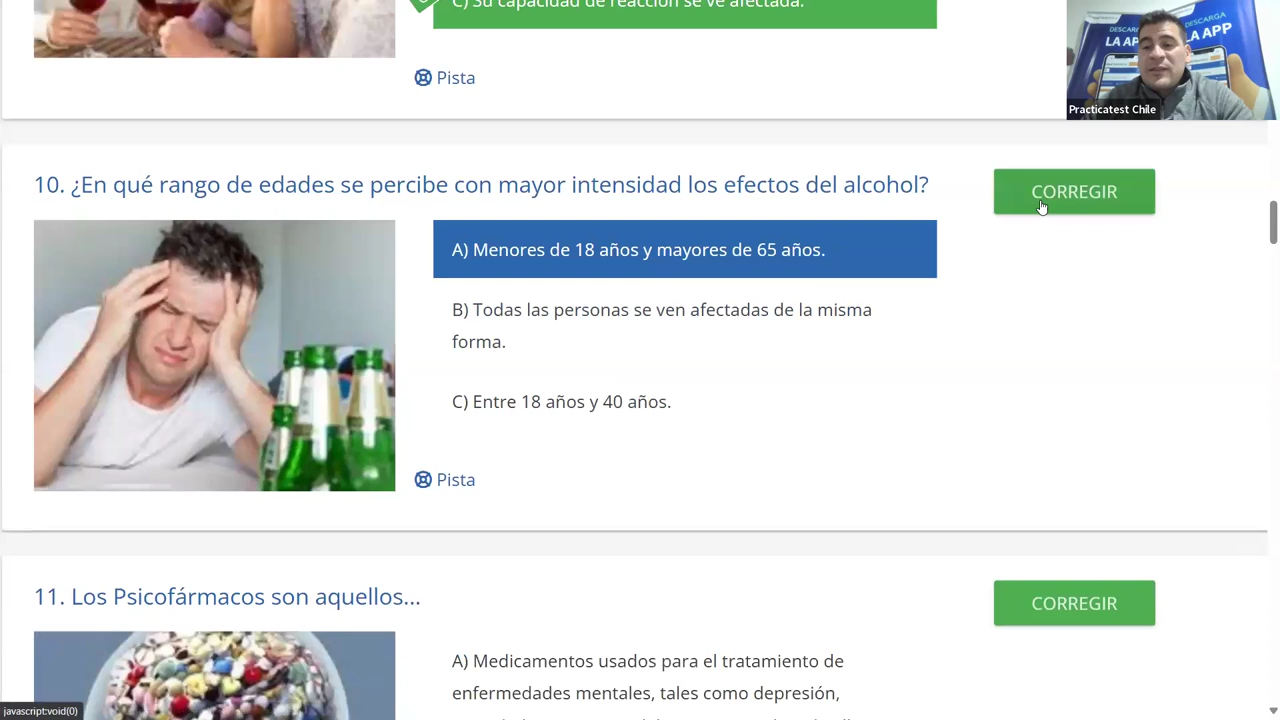 C) Su capacidad de reacción se ve afectada.
Pista
DESCARGA
LA APP
Practicatest Chile
10. ¿En qué rango de edades se percibe con mayor intensidad los efectos del alcohol?
CORREGIR
A) Menores de 18 años y mayores de 65 años.
B) Todas las personas se ven afectadas de la misma
forma.
C) Entre 18 años y 40 años.
Pista
11. Los Psicofármacos son aquellos...
CORREGIR
A) Medicamentos usados para el tratamiento de
enfermedades mentales, tales como depresión,
javascript:void(0)